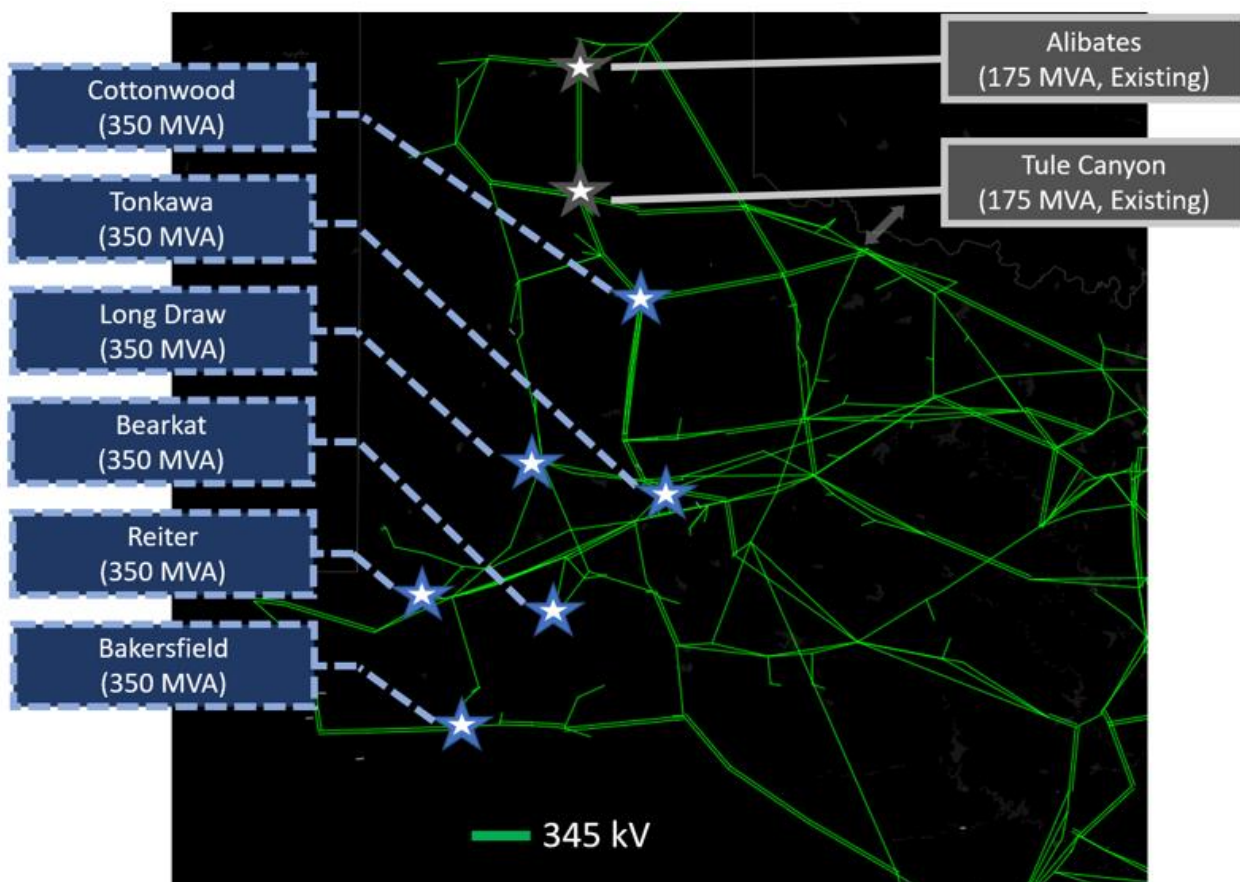 Cottonwood
(350 MVA)
Tonkawa
(350 MVA)
Long Draw
(350 MVA)
Bearkat
(350 MVA)
Reiter
(350 MVA)
Bakersfield
(350 MVA)
Alibates
(175 MVA, Existing)
Tule Canyon
(175 MVA, Existing)
345 kV